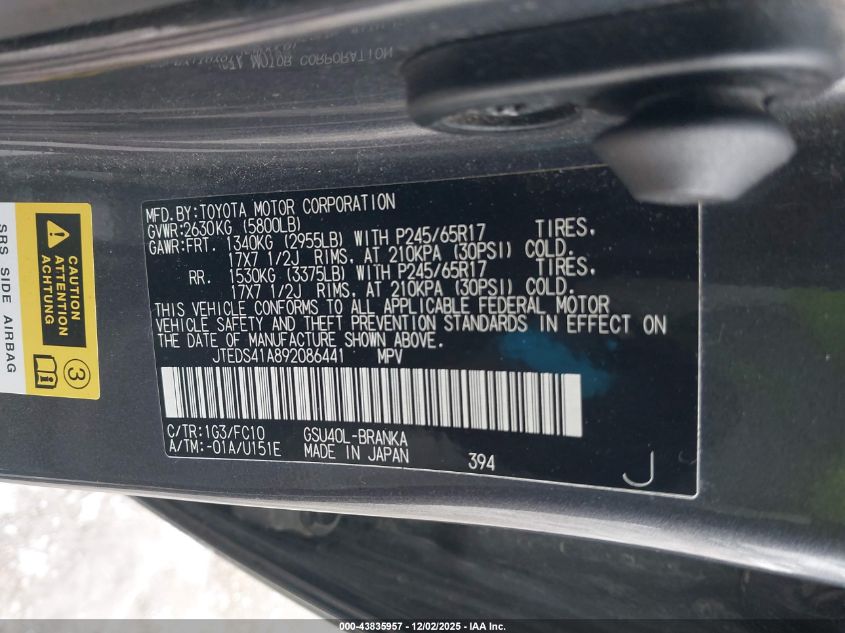 MFD.BY:TOYOTA MOTOR CORPORATION
GVWR:2630KG (5800LB)
GAWR:FRT. 1340KG (2955LB) WITH P245/65R17 TIRES,
17X7 1/2J RIMS, AT 210KPA (30PSI) COLD.
RR. 1530KG (3375LB) WITH P245/65R17 TIRES,
17X7 1/2J RIMS, AT 210KPA (30PSI) COLD.
THIS VEHICLE CONFORMS TO ALL APPLICABLE FEDERAL MOTOR
VEHICLE SAFETY AND THEFT PREVENTION STANDARDS IN EFFECT ON
THE DATE OF MANUFACTURE SHOWN ABOVE.
JTEDS41A892086441 MPV
C/TR:1G3/FC10 GSU40L-BRANKA
A/TM:-01A/U151E MADE IN JAPAN 394 J
SRS SIDE AIRBAG
CAUTION
ACHTUNG
3
000-43835957 - 12/02/2025 - IAA Inc.